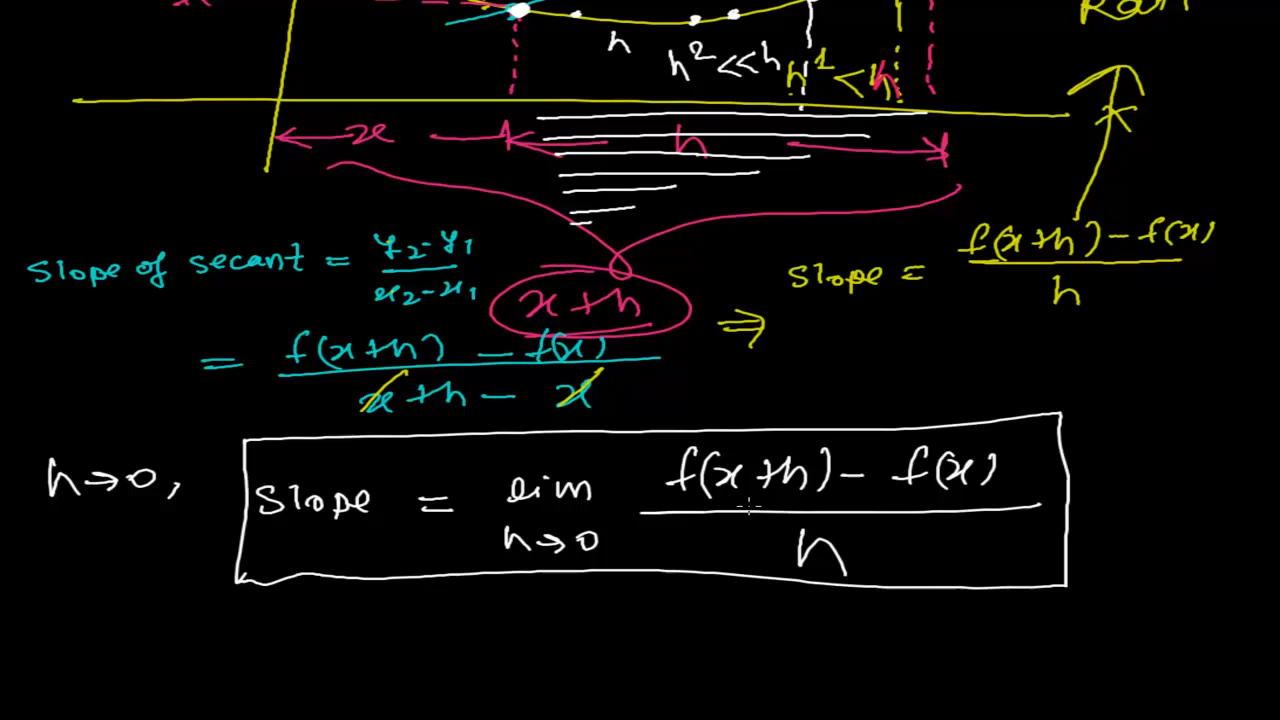 h
h² << h
h¹ < h
x
h
Slope of secant = y₂-y₁
x₂-x₁
x+h
slope = f(x+h) - f(x)
h
⇒
= f(x+h) - f(x)
x+h - x
h→0,
slope = lim f(x+h) - f(x)
h→0 h